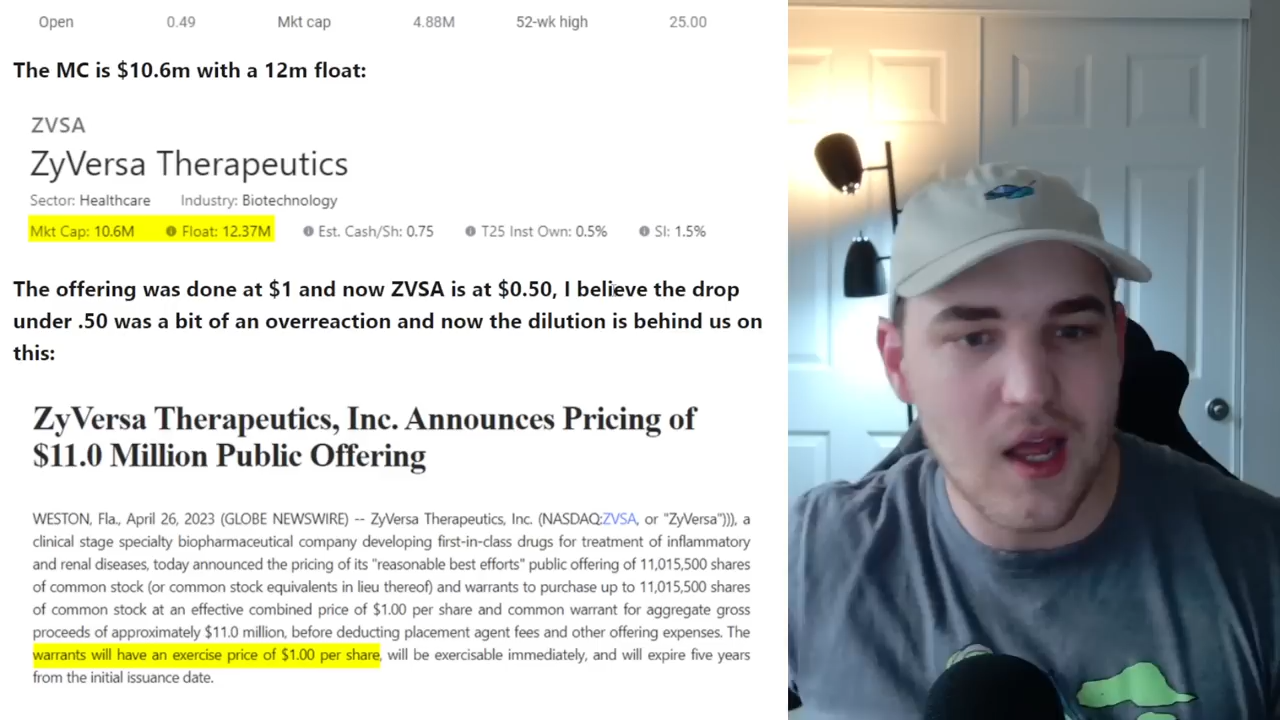 Open 0.49 Mkt cap 4.88M 52-wk high 25.00
The MC is $10.6m with a 12m float:
ZVSA
ZyVersa Therapeutics
Sector: Healthcare Industry: Biotechnology
Mkt Cap: 10.6M Float: 12.37M Est. Cash/Sh: 0.75 T25 Inst Own: 0.5% SI: 1.5%
The offering was done at $1 and now ZVSA is at $0.50, I believe the drop
under .50 was a bit of an overreaction and now the dilution is behind us on
this:
ZyVersa Therapeutics, Inc. Announces Pricing of
$11.0 Million Public Offering
WESTON, Fla., April 26, 2023 (GLOBE NEWSWIRE) -- ZyVersa Therapeutics, Inc. (NASDAQ:ZVSA, or "ZyVersa"))), a
clinical stage specialty biopharmaceutical company developing first-in-class drugs for treatment of inflammatory
and renal diseases, today announced the pricing of its "reasonable best efforts" public offering of 11,015,500 shares
of common stock (or common stock equivalents in lieu thereof) and warrants to purchase up to 11,015,500 shares
of common stock at an effective combined price of $1.00 per share and common warrant for aggregate gross
proceeds of approximately $11.0 million, before deducting placement agent fees and other offering expenses. The
warrants will have an exercise price of $1.00 per share, will be exercisable immediately, and will expire five years
from the initial issuance date.